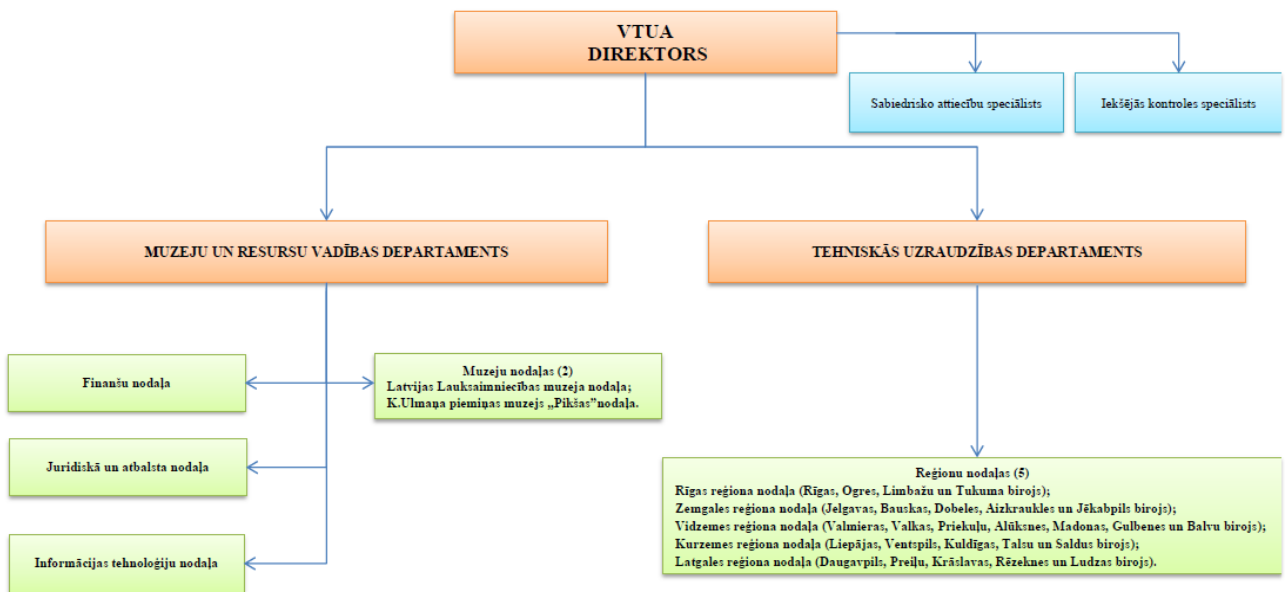 VTUA
DIREKTORS
Sabiedrisko attiecību speciālists
Iekšējās kontroles speciālists
MUZEJU UN RESURSU VADĪBAS DEPARTAMENTS
TEHNISKĀS UZRAUDZĪBAS DEPARTAMENTS
Finanšu nodaļa
Muzeju nodaļas (2)
Latvijas Lauksaimniecības muzeja nodaļa;
K.Ulmaņa piemiņas muzejs „Pikšas”nodaļa.
Juridiskā un atbalsta nodaļa
Informācijas tehnoloģiju nodaļa
Reģionu nodaļas (5)
Rīgas reģiona nodaļa (Rīgas, Ogres, Limbažu un Tukuma birojs);
Zemgales reģiona nodaļa (Jelgavas, Bauskas, Dobeles, Aizkraukles un Jēkabpils birojs);
Vidzemes reģiona nodaļa (Valmieras, Valkas, Priekuļu, Alūksnes, Madonas, Gulbenes un Balvu birojs);
Kurzemes reģiona nodaļa (Liepājas, Ventspils, Kuldīgas, Talsu un Saldus birojs);
Latgales reģiona nodaļa (Daugavpils, Preiļu, Krāslavas, Rēzeknes un Ludzas birojs).